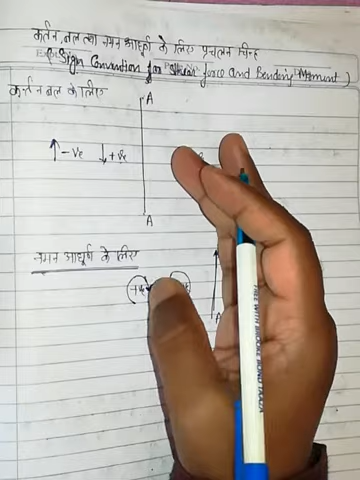 कर्तन बल तथा नमन आघूर्ण के लिए प्रचलन चिन्ह
(Sign Convention for Shear force and Bending Moment)
कर्तन बल के लिए
A
↑ -ve ↓ +ve
A
नमन आघूर्ण के लिए
A